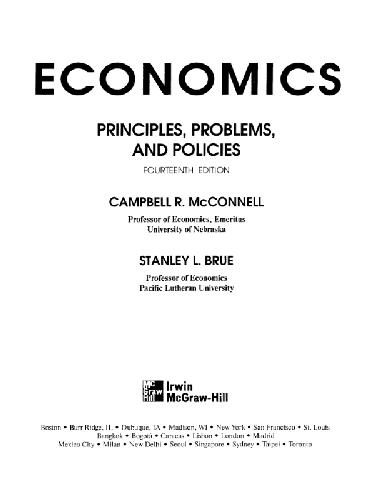 ECONOMICS
PRINCIPLES, PROBLEMS,
AND POLICIES
FOURTEENTH EDITION
CAMPBELL R. McCONNELL
Professor of Economics, Emeritus
University of Nebraska
STANLEY L. BRUE
Professor of Economics
Pacific Lutheran University
Mc
Graw
Hill
Irwin
McGraw-Hill
Boston • Burr Ridge, IL • Dubuque, IA • Madison, WI • New York • San Francisco • St. Louis
Bangkok • Bogotá • Caracas • Lisbon • London • Madrid
Mexico City • Milan • New Delhi • Seoul • Singapore • Sydney • Taipei • Toronto